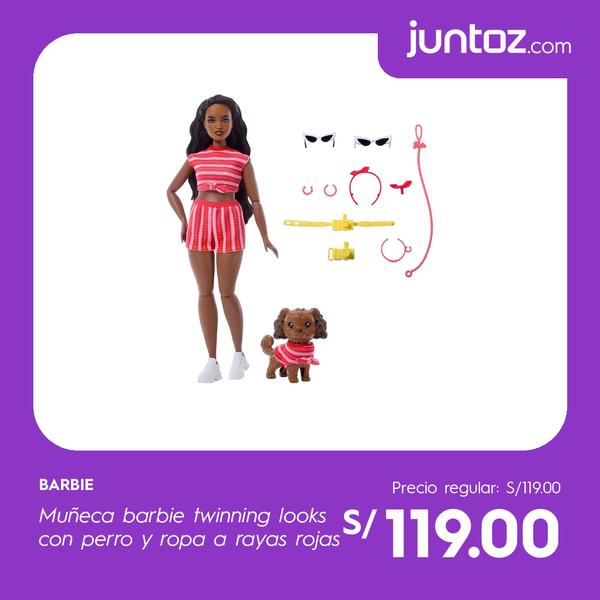 juntoz.com
BARBIE
Muñeca barbie twinning looks
con perro y ropa a rayas rojas
Precio regular: S/119.00
S/119.00